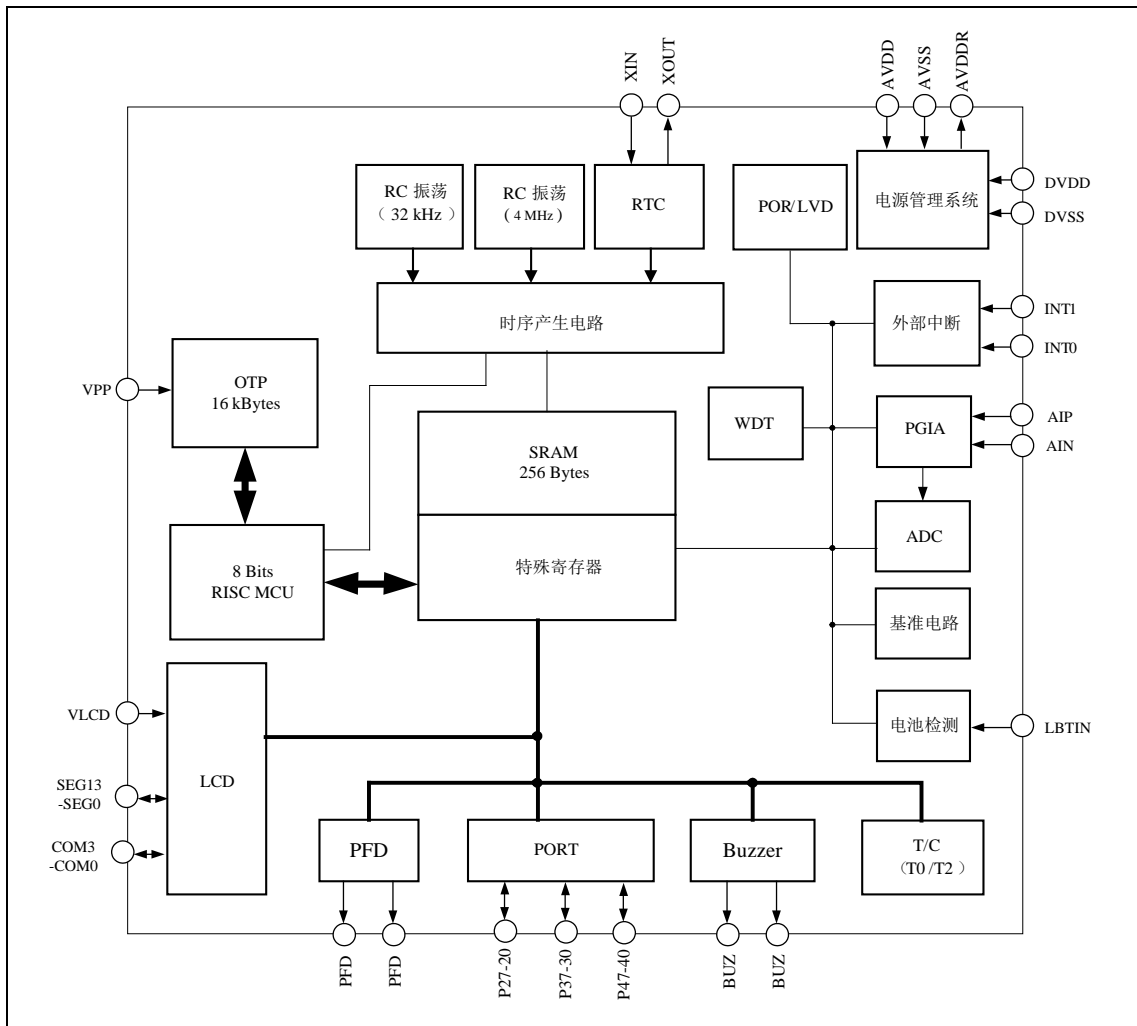 XIN
XOUT
AVDD
AVSS
AVDDR
RC 振荡
（ 32 kHz ）
RC 振荡
( 4 MHz )
RTC
POR/LVD
电源管理系统
DVDD
DVSS
时序产生电路
外部中断
INT1
INT0
VPP
OTP
16 kBytes
WDT
PGIA
AIP
AIN
SRAM
256 Bytes
ADC
8 Bits
RISC MCU
特殊寄存器
基准电路
VLCD
电池检测
LBTIN
LCD
SEG13
-SEG0
COM3
-COM0
PFD
PORT
Buzzer
T/C
（T0 /T2 ）
PFD
PFD
P27-20
P37-30
P47-40
BUZ
BUZ